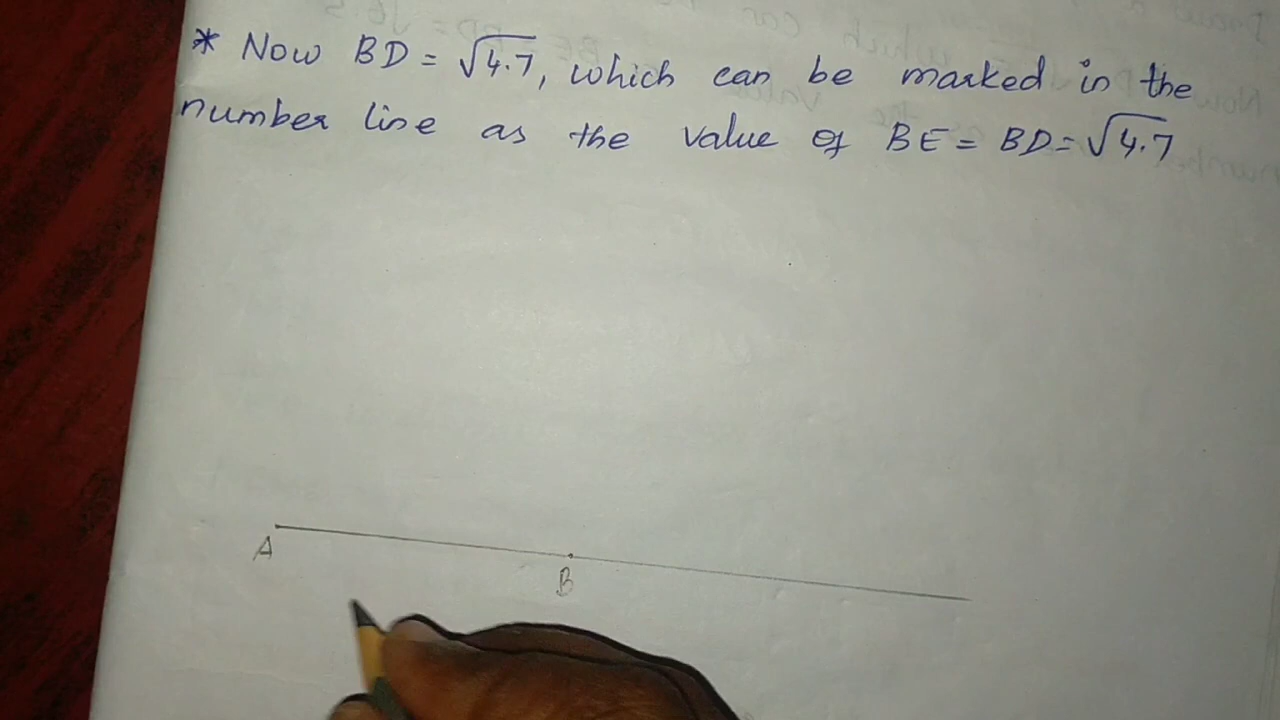 * Now BD = √4.7, which can be marked in the
number line as the value of BE = BD = √4.7
A
B